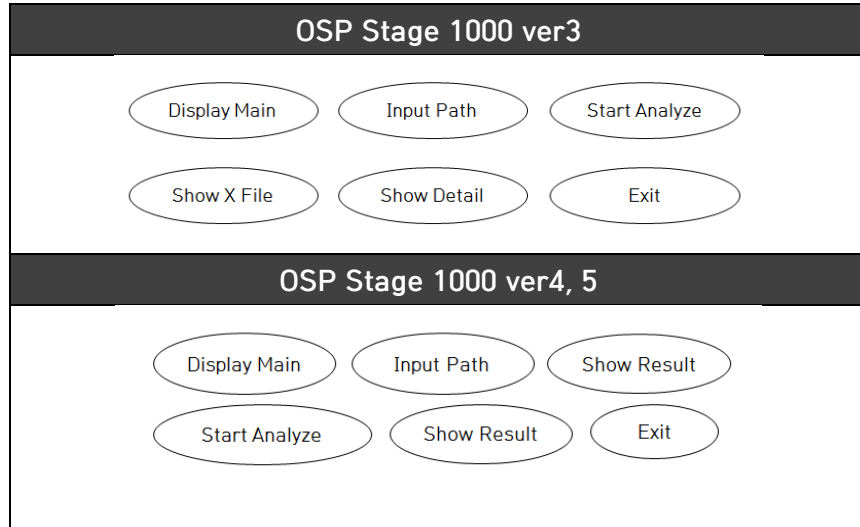 OSP Stage 1000 ver3
Display Main Input Path Start Analyze
Show X File Show Detail Exit
OSP Stage 1000 ver4, 5
Display Main Input Path Show Result
Start Analyze Show Result Exit